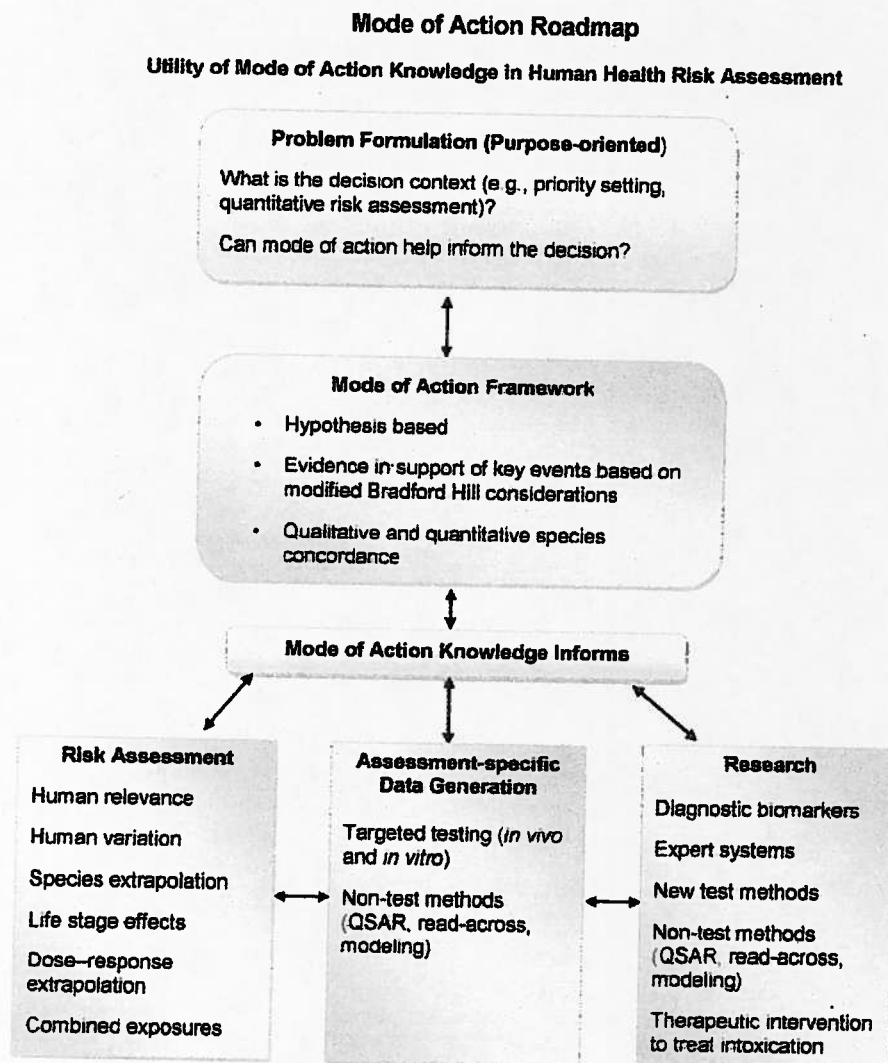 Mode of Action Roadmap
Utility of Mode of Action Knowledge in Human Health Risk Assessment
Problem Formulation (Purpose-oriented)
What is the decision context (e.g., priority setting,
quantitative risk assessment)?
Can mode of action help inform the decision?
Mode of Action Framework
• Hypothesis based
• Evidence in support of key events based on
modified Bradford Hill considerations
• Qualitative and quantitative species
concordance
Mode of Action Knowledge Informs
Risk Assessment
Human relevance
Human variation
Species extrapolation
Life stage effects
Dose–response
extrapolation
Combined exposures
Assessment-specific
Data Generation
Targeted testing (in vivo
and in vitro)
Non-test methods
(QSAR, read-across,
modeling)
Research
Diagnostic biomarkers
Expert systems
New test methods
Non-test methods
(QSAR, read-across,
modeling)
Therapeutic intervention
to treat intoxication